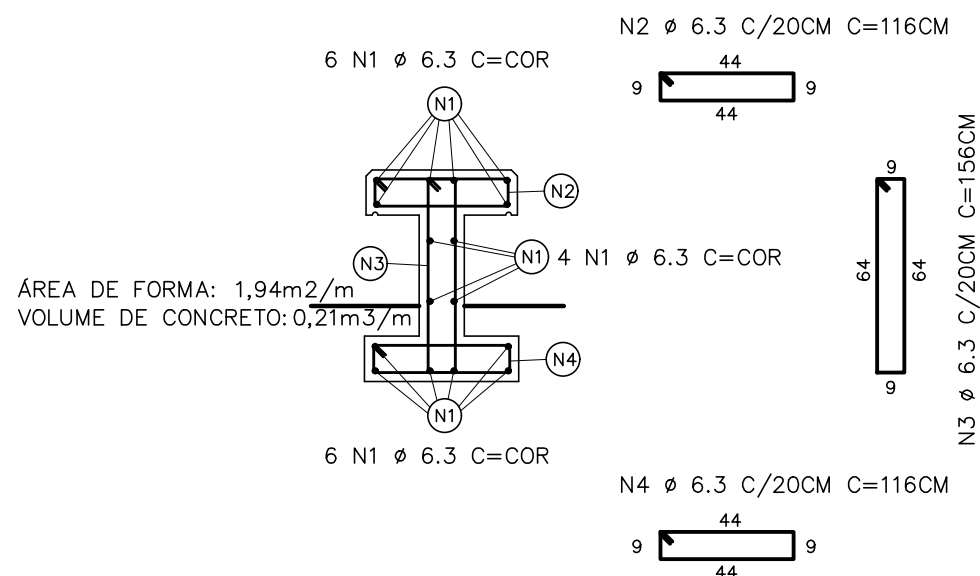 N2 ø 6.3 C/20CM C=116CM
44
9
9
44
6 N1 ø 6.3 C=COR
N1
N2
N3
N1
4 N1 ø 6.3 C=COR
ÁREA DE FORMA: 1,94m2/m
VOLUME DE CONCRETO: 0,21m3/m
N4
N1
6 N1 ø 6.3 C=COR
9
64
64
9
N3 ø 6.3 C/20CM C=156CM
N4 ø 6.3 C/20CM C=116CM
44
9
9
44